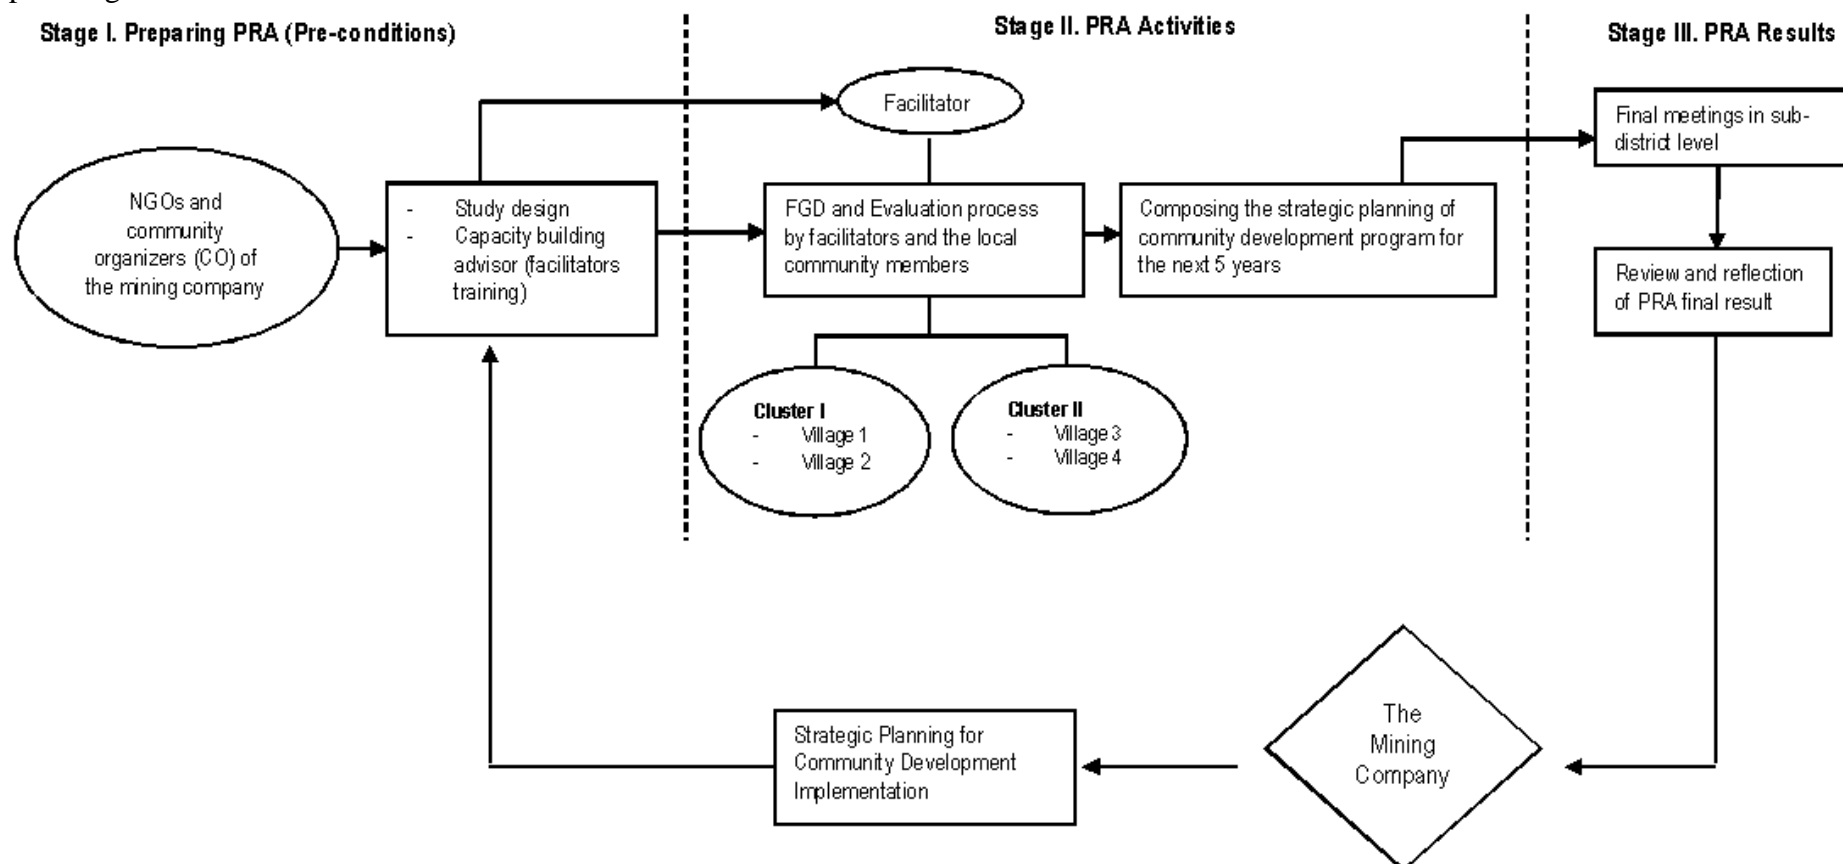 Stage I. Preparing PRA (Pre-conditions)
Stage II. PRA Activities
Stage III. PRA Results
NGOs and
community
organizers (CO) of
the mining company
- Study design
- Capacity building
advisor (facilitators
training)
Facilitator
FGD and Evaluation process
by facilitators and the local
community members
Cluster I
- Village 1
- Village 2
Cluster II
- Village 3
- Village 4
Composing the strategic planning of
community development program for
the next 5 years
Final meetings in sub-
district level
Review and reflection
of PRA final result
The
Mining
Company
Strategic Planning for
Community Development
Implementation